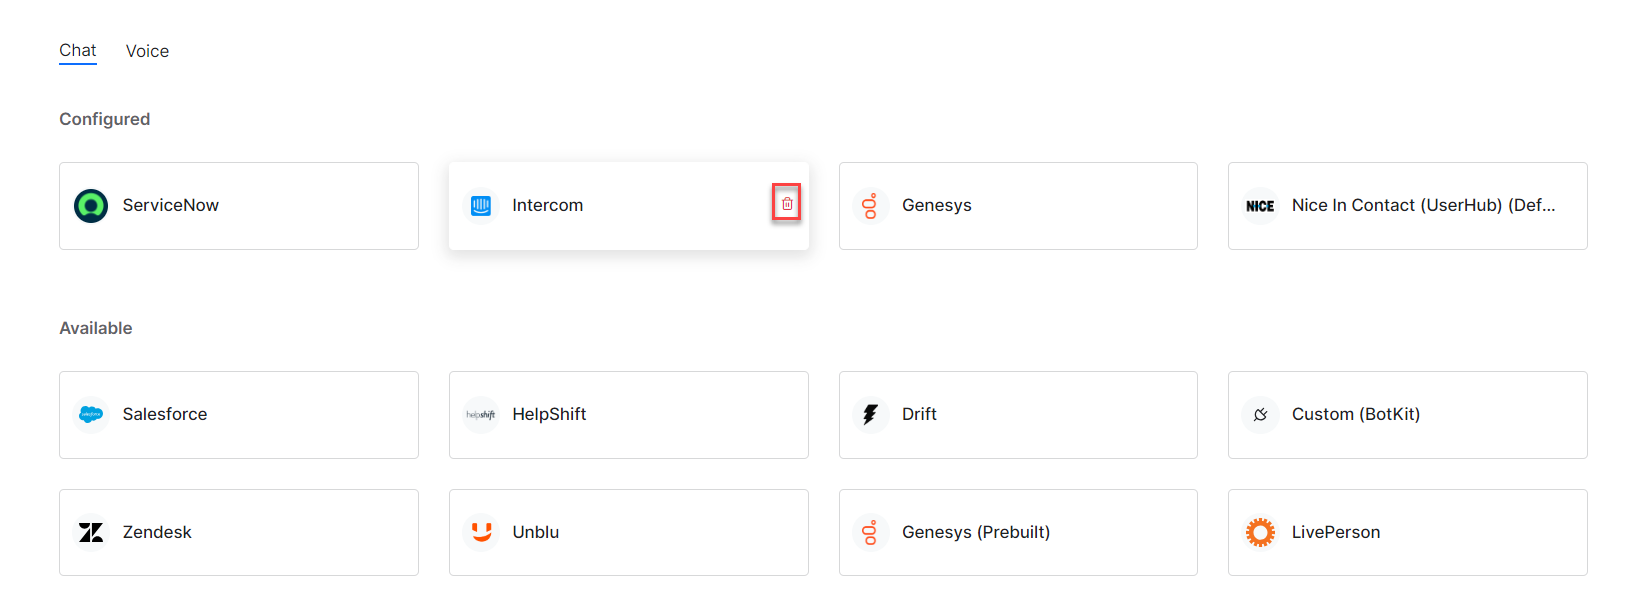 Chat Voice
Configured
ServiceNow Intercom Genesys NICE Nice In Contact (UserHub) (Def...
Available
salesforce Salesforce helpshift HelpShift Drift Custom (BotKit)
Zendesk Unblu Genesys (Prebuilt) LivePerson